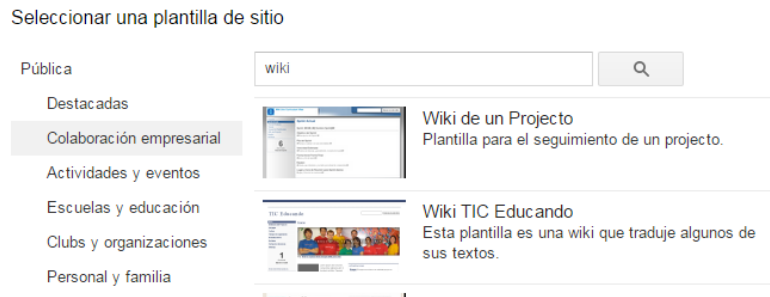 Seleccionar una plantilla de sitio
Pública
Destacadas
Colaboración empresarial
Actividades y eventos
Escuelas y educación
Clubs y organizaciones
Personal y familia
wiki
Wiki de un Projecto
Plantilla para el seguimiento de un projecto.
TIC Educando
Wiki TIC Educando
Esta plantilla es una wiki que traduje algunos de
sus textos.